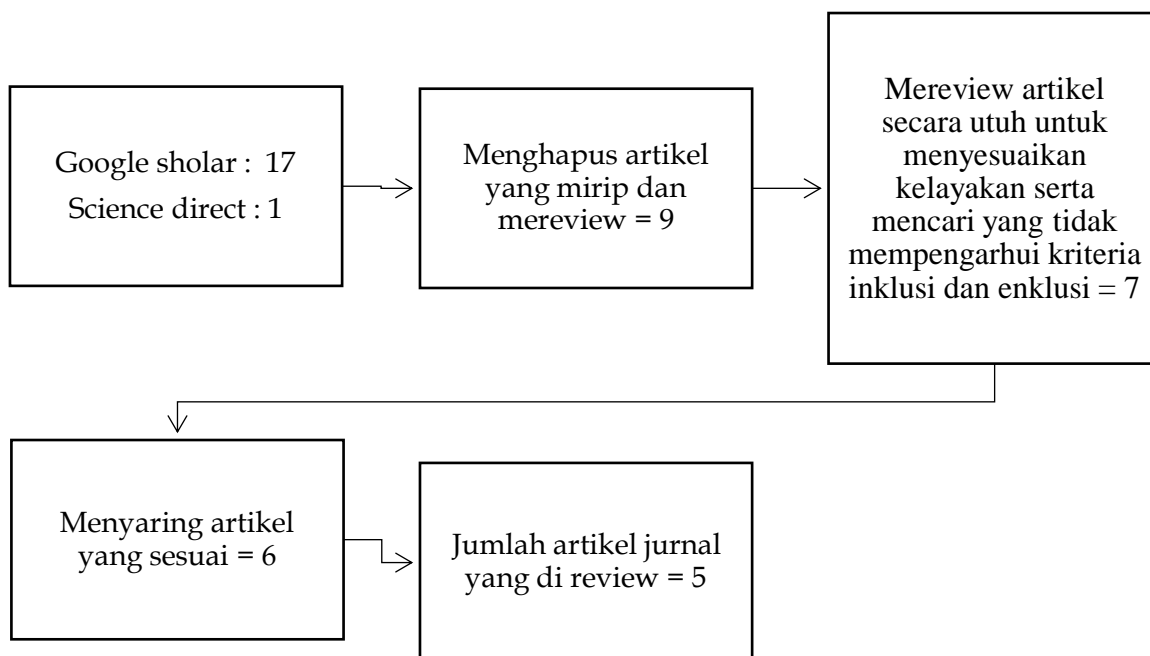 Google sholar : 17
Science direct : 1
Menghapus artikel
yang mirip dan
mereview = 9
Mereview artikel
secara utuh untuk
menyesuaikan
kelayakan serta
mencari yang tidak
mempengarhui kriteria
inklusi dan enklusi = 7
Menyaring artikel
yang sesuai = 6
Jumlah artikel jurnal
yang di review = 5